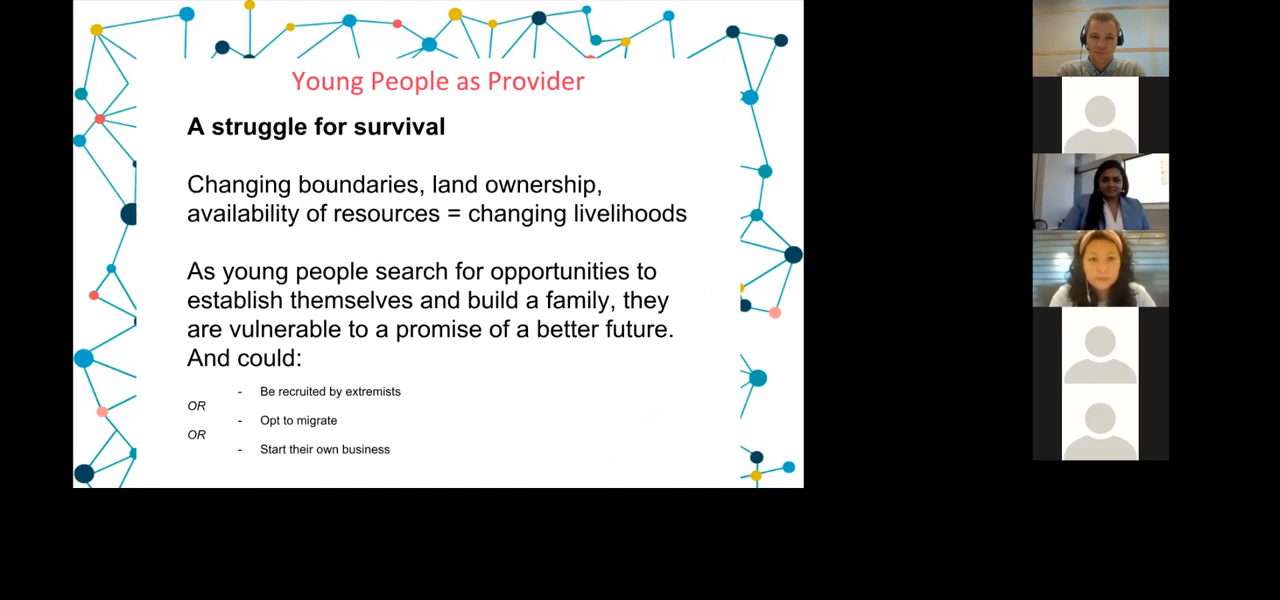 Young People as Provider
A struggle for survival
Changing boundaries, land ownership,
availability of resources = changing livelihoods
As young people search for opportunities to
establish themselves and build a family, they
are vulnerable to a promise of a better future.
And could:
- Be recruited by extremists
OR
- Opt to migrate
OR
- Start their own business